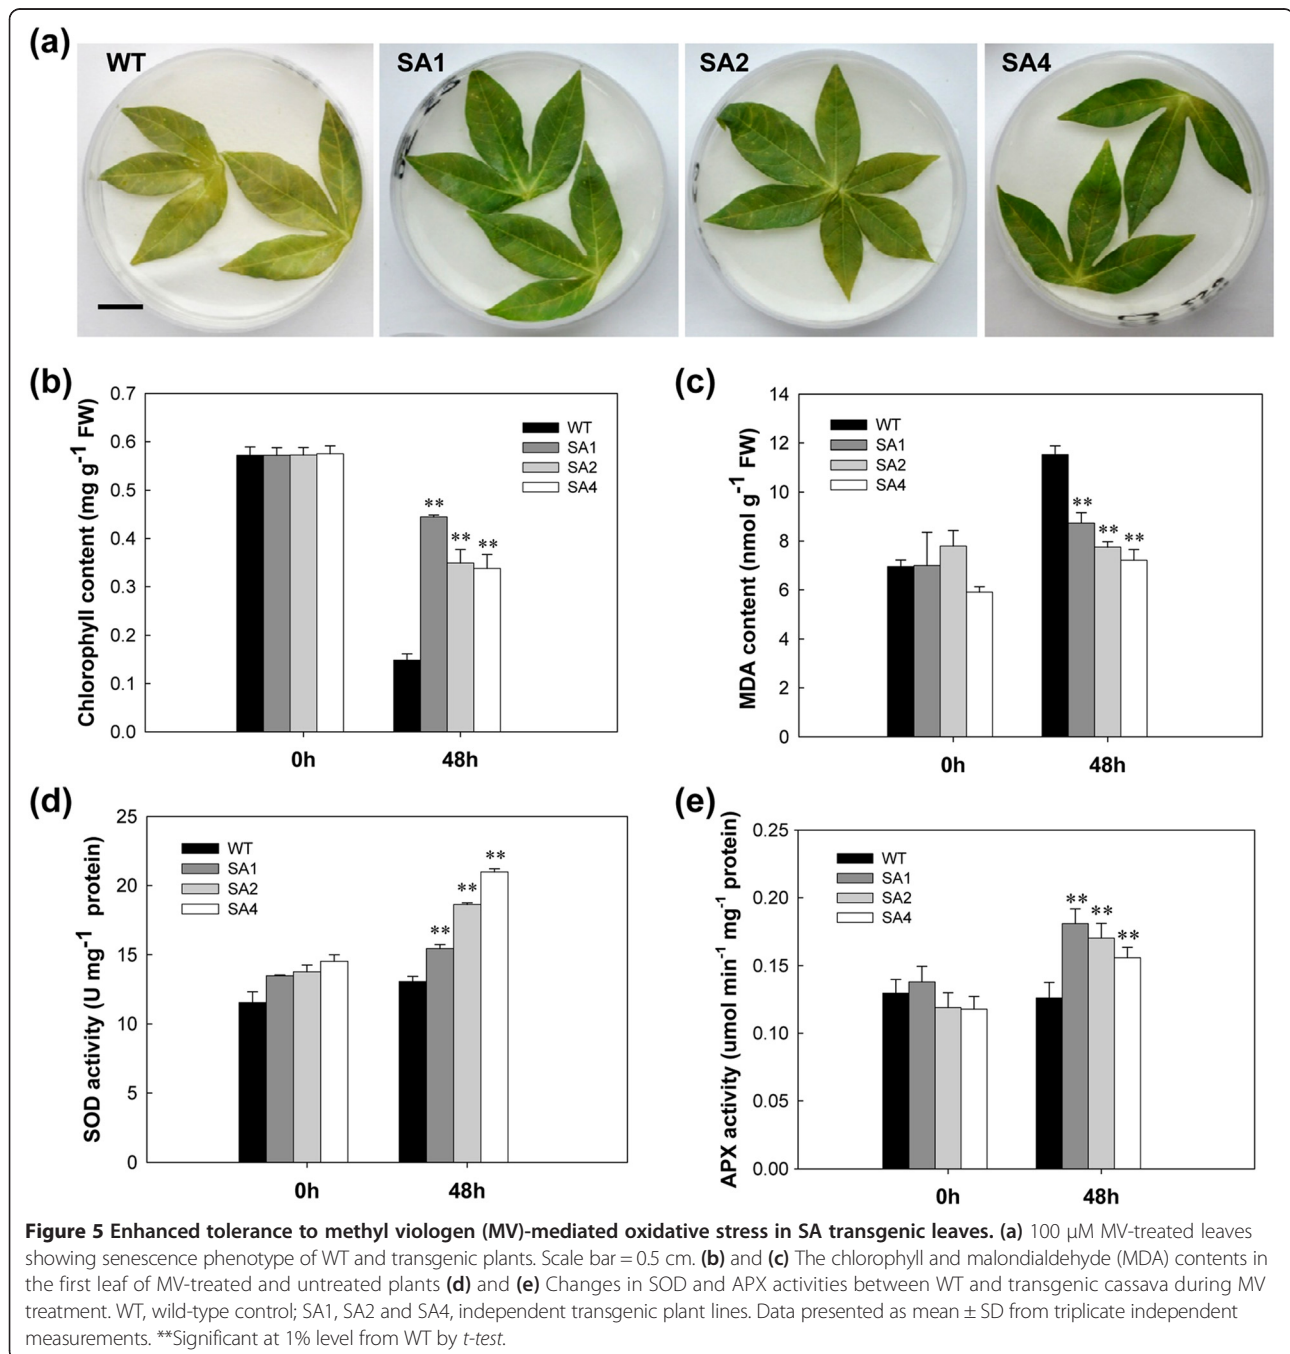 (a)
WT
SA1
SA2
SA4
(b)
Chlorophyll content (mg g⁻¹ FW)
0.7
0.6
0.5
0.4
0.3
0.2
0.1
0.0
WT
SA1
SA2
SA4
**
**
**
0h
48h
(c)
MDA content (nmol g⁻¹ FW)
14
12
10
8
6
4
2
0
WT
SA1
SA2
SA4
**
**
**
0h
48h
(d)
SOD activity (U mg⁻¹ protein)
25
20
15
10
5
0
WT
SA1
SA2
SA4
**
**
**
0h
48h
(e)
APX activity (umol min⁻¹ mg⁻¹ protein)
0.25
0.20
0.15
0.10
0.05
0.00
WT
SA1
SA2
SA4
**
**
**
0h
48h
Figure 5 Enhanced tolerance to methyl viologen (MV)-mediated oxidative stress in SA transgenic leaves. (a) 100 μM MV-treated leaves
showing senescence phenotype of WT and transgenic plants. Scale bar = 0.5 cm. (b) and (c) The chlorophyll and malondialdehyde (MDA) contents in
the first leaf of MV-treated and untreated plants (d) and (e) Changes in SOD and APX activities between WT and transgenic cassava during MV
treatment. WT, wild-type control; SA1, SA2 and SA4, independent transgenic plant lines. Data presented as mean ± SD from triplicate independent
measurements. **Significant at 1% level from WT by t-test.